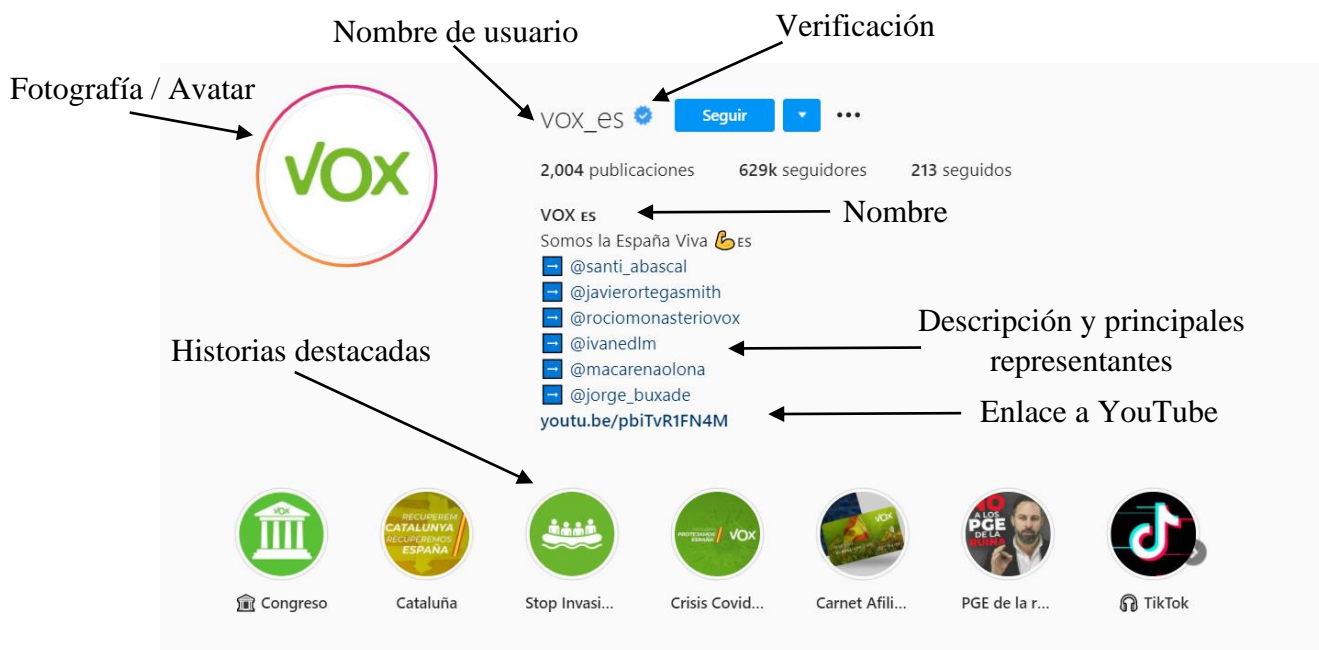 Nombre de usuario
Verificación
Fotografía / Avatar
vox_es
Seguir
VOX
2,004 publicaciones 629k seguidores 213 seguidos
VOX ES
Nombre
Somos la España Viva 💪ES
➡ @santi_abascal
➡ @javierortegasmith
➡ @rociomonasteriovox
➡ @ivanedlm
➡ @macarenaolona
➡ @jorge_buxade
youtu.be/pbiTvR1FN4M
Descripción y principales
representantes
Enlace a YouTube
Historias destacadas
VOX
RECUPEREM
CATALUNYA
RECUPEREMOS
ESPAÑA
PROTEJAMOS
ESPAÑA
VOX
VOX
NO
A LOS
PGE
DE LA
RUINA
🏛 Congreso
Cataluña
Stop Invasi...
Crisis Covid...
Carnet Afili...
PGE de la r...
🎧 TikTok